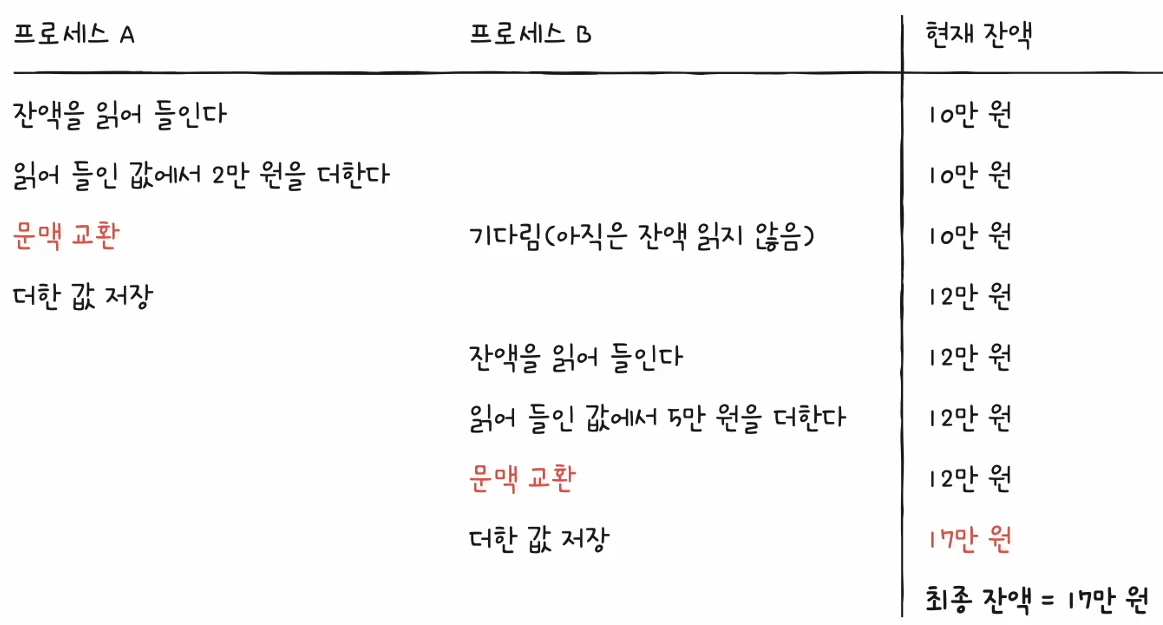 프로세스 A 프로세스 B 현재 잔액
잔액을 읽어 들인다 10만 원
읽어 들인 값에서 2만 원을 더한다 10만 원
문맥 교환 기다림(아직은 잔액 읽지 않음) 10만 원
더한 값 저장 12만 원
잔액을 읽어 들인다 12만 원
읽어 들인 값에서 5만 원을 더한다 12만 원
문맥 교환 12만 원
더한 값 저장 17만 원
최종 잔액 = 17만 원